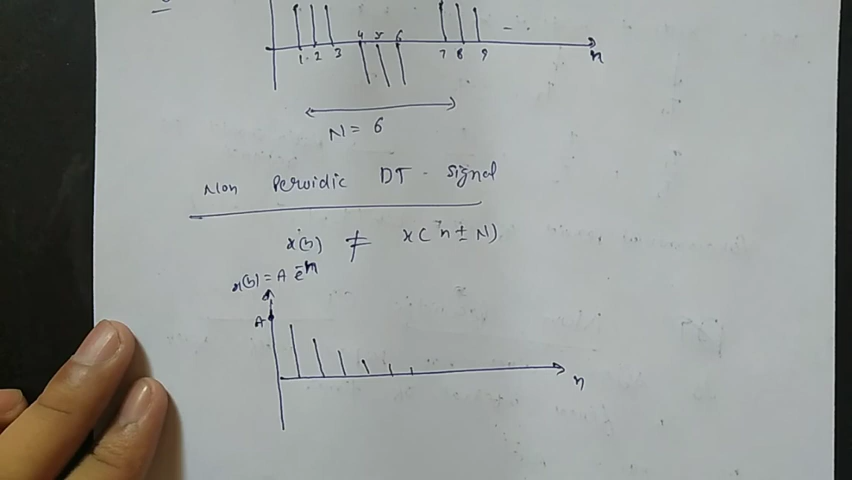 1 2 3 4 5 6 7 8 9 n
N = 6
Non Periodic DT - Signal
x(n) ≠ x(n ± N)
x(n) = A e^-n
A
n